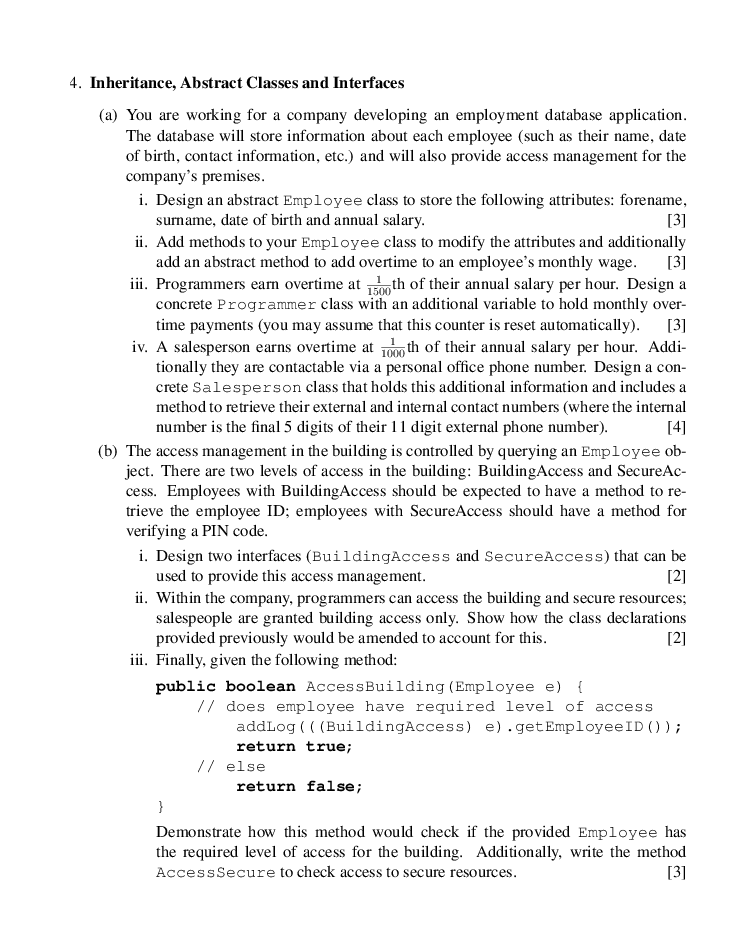 4. Inheritance, Abstract Classes and Interfaces
(a) You are working for a company developing an employment database application.
The database will store information about each employee (such as their name, date
of birth, contact information, etc.) and will also provide access management for the
company's premises.
i. Design an abstract Employee class to store the following attributes: forename,
surname, date of birth and annual salary. [3]
ii. Add methods to your Employee class to modify the attributes and additionally
add an abstract method to add overtime to an employee's monthly wage. [3]
iii. Programmers earn overtime at 1/1500th of their annual salary per hour. Design a
concrete Programmer class with an additional variable to hold monthly over-
time payments (you may assume that this counter is reset automatically). [3]
iv. A salesperson earns overtime at 1/1000th of their annual salary per hour. Addi-
tionally they are contactable via a personal office phone number. Design a con-
crete Salesperson class that holds this additional information and includes a
method to retrieve their external and internal contact numbers (where the internal
number is the final 5 digits of their 11 digit external phone number). [4]
(b) The access management in the building is controlled by querying an Employee ob-
ject. There are two levels of access in the building: BuildingAccess and SecureAc-
cess. Employees with BuildingAccess should be expected to have a method to re-
trieve the employee ID; employees with SecureAccess should have a method for
verifying a PIN code.
i. Design two interfaces (BuildingAccess and SecureAccess) that can be
used to provide this access management. [2]
ii. Within the company, programmers can access the building and secure resources;
salespeople are granted building access only. Show how the class declarations
provided previously would be amended to account for this. [2]
iii. Finally, given the following method:
public boolean AccessBuilding(Employee e) {
// does employee have required level of access
addLog(((BuildingAccess) e).getEmployeeID());
return true;
// else
return false;
}
Demonstrate how this method would check if the provided Employee has
the required level of access for the building. Additionally, write the method
AccessSecure to check access to secure resources. [3]